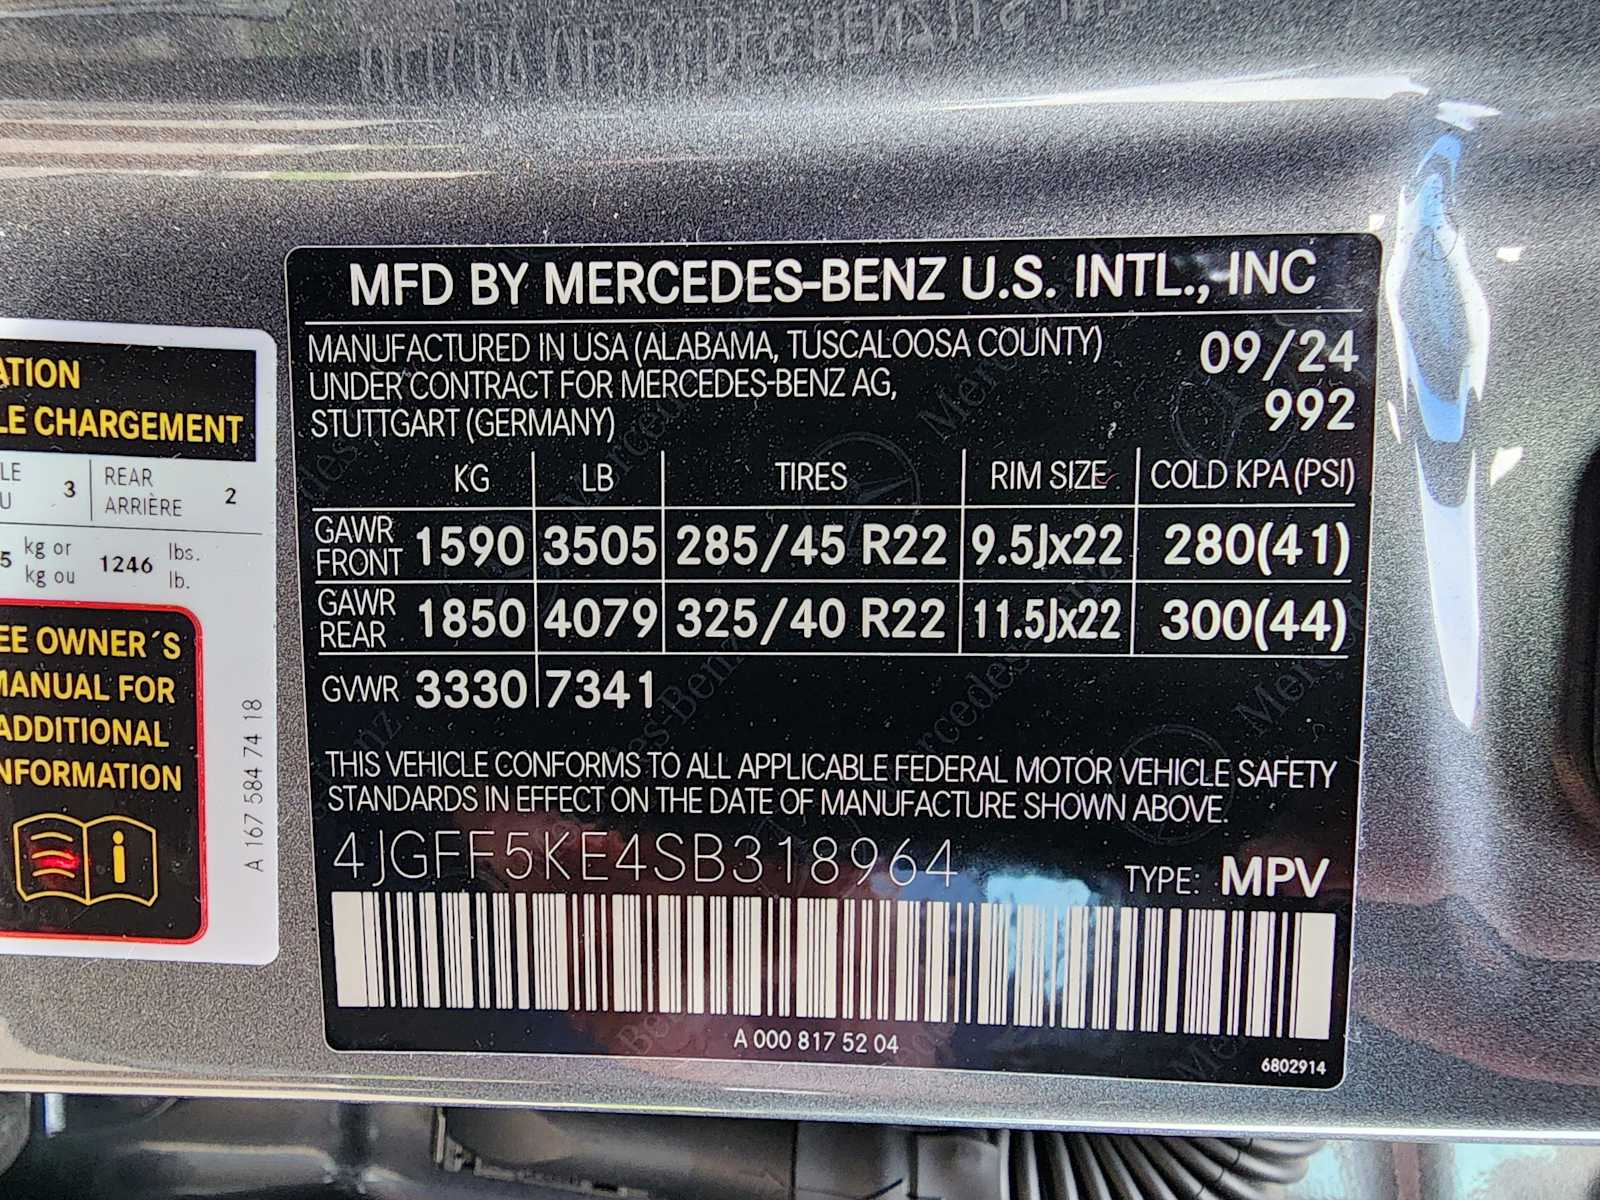 MFD BY MERCEDES-BENZ U.S. INTL., INC
MANUFACTURED IN USA (ALABAMA, TUSCALOOSA COUNTY)
UNDER CONTRACT FOR MERCEDES-BENZ AG,
STUTTGART (GERMANY)
09/24
992
KG LB TIRES RIM SIZE COLD KPA (PSI)
GAWR FRONT 1590 3505 285/45 R22 9.5Jx22 280(41)
GAWR REAR 1850 4079 325/40 R22 11.5Jx22 300(44)
GVWR 3330 7341
THIS VEHICLE CONFORMS TO ALL APPLICABLE FEDERAL MOTOR VEHICLE SAFETY
STANDARDS IN EFFECT ON THE DATE OF MANUFACTURE SHOWN ABOVE.
4JGFF5KE4SB318964
TYPE: MPV
A 000 817 52 04
6802914
ATION
LE CHARGEMENT
LE
U
3
REAR
ARRIÈRE
2
5
kg or
kg ou
1246
lbs.
lb.
EE OWNER´S
MANUAL FOR
ADDITIONAL
NFORMATION
i
A 167 584 74 18